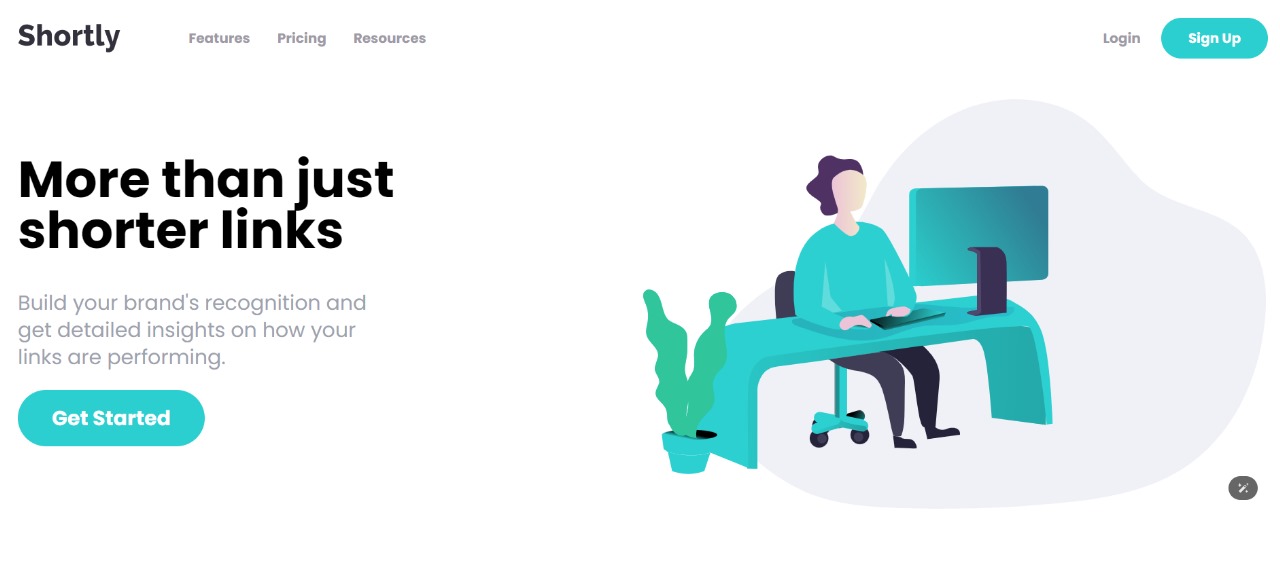 Shortly Features Pricing Resources Login Sign Up
More than just
shorter links
Build your brand's recognition and
get detailed insights on how your
links are performing.
Get Started